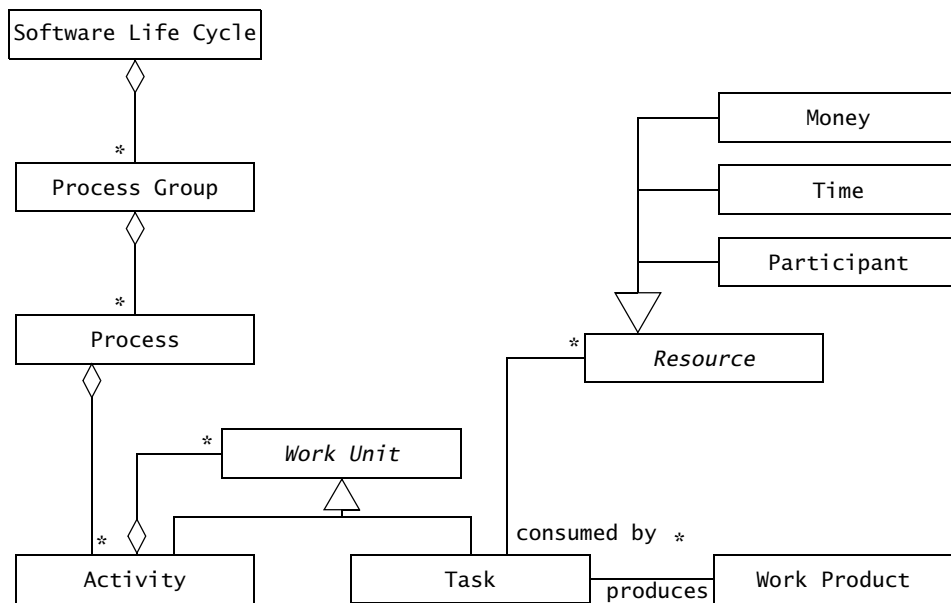 Software Life Cycle
*
Process Group
*
Process
*
Activity
*
Work Unit
Money
Time
Participant
*
Resource
consumed by *
Task
produces
Work Product